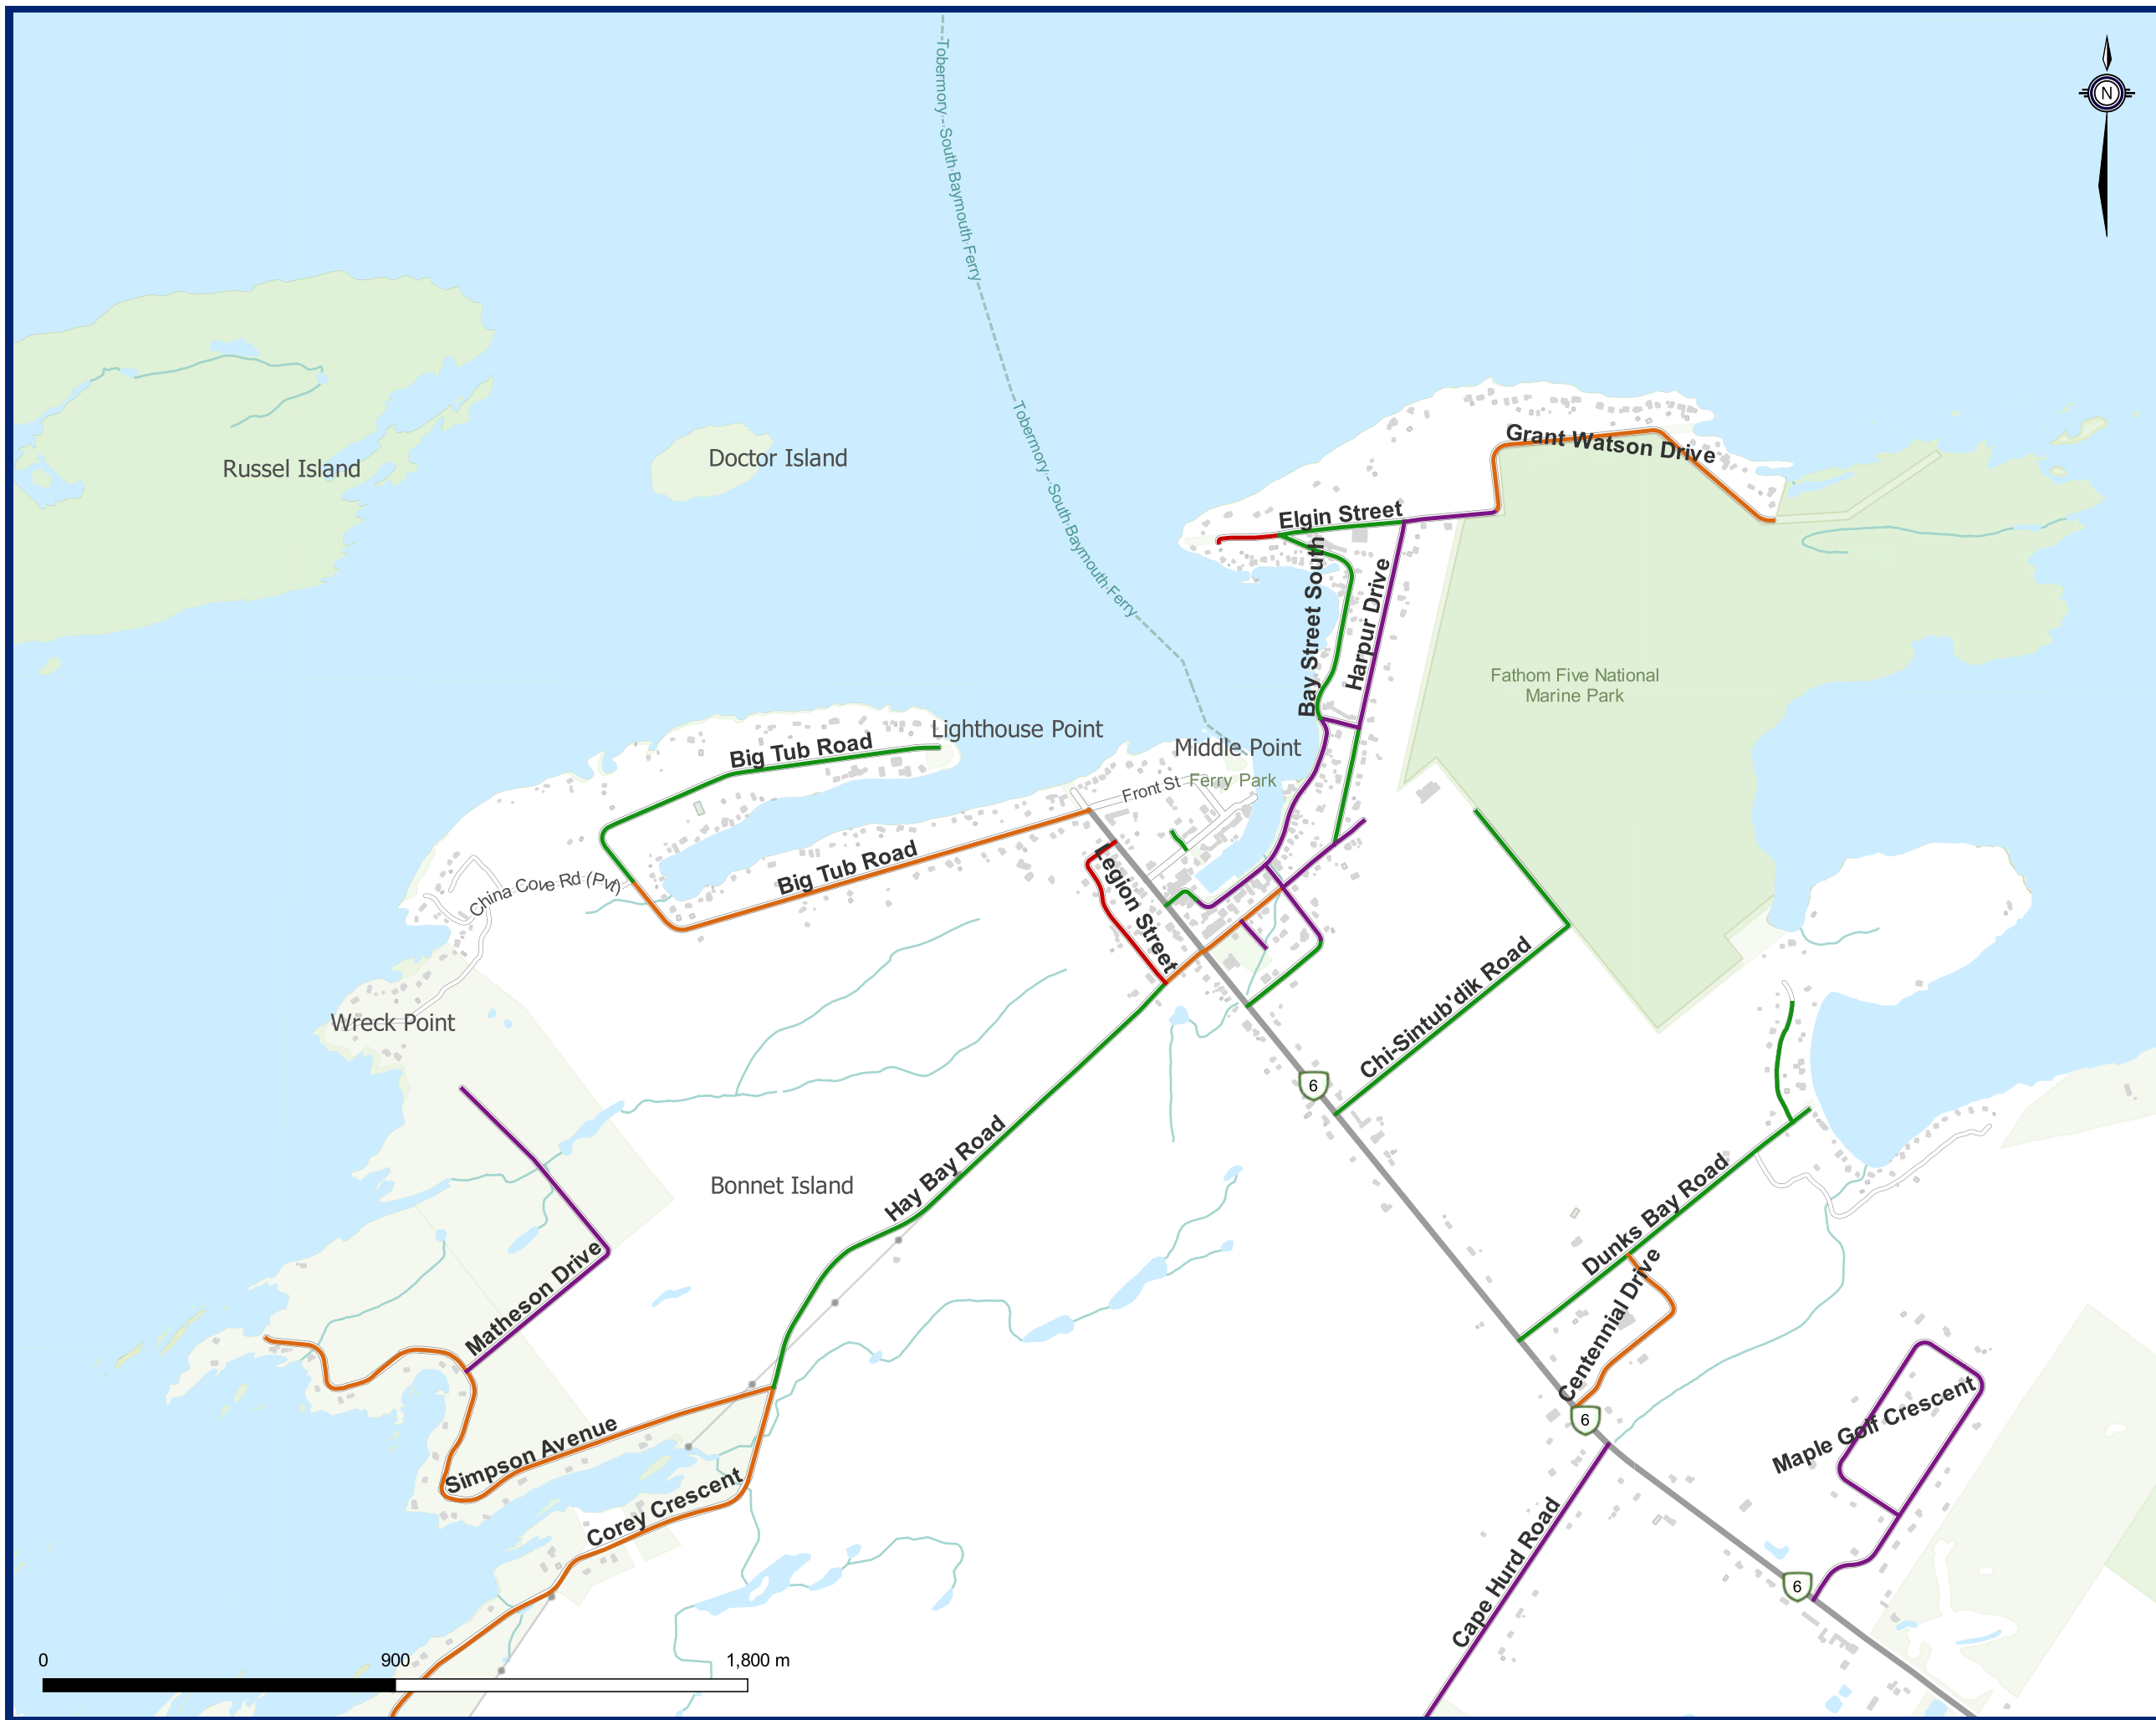 N
Tobermory - South Baymouth Ferry
Tobermory - South Baymouth Ferry
Russel Island
Doctor Island
Grant Watson Drive
Elgin Street
Bay Street South
Harpur Drive
Fathom Five National
Marine Park
Lighthouse Point
Big Tub Road
Middle Point
Ferry Park
Front St
Big Tub Road
Legion Street
China Cove Rd (Pvt)
Wreck Point
Chi-Sintub'dik Road
6
Hay Bay Road
Bonnet Island
Dunks Bay Road
Matheson Drive
Centennial Drive
6
Maple Golf Crescent
Simpson Avenue
Corey Crescent
Cape Hurd Road
6
0 900 1,800 m